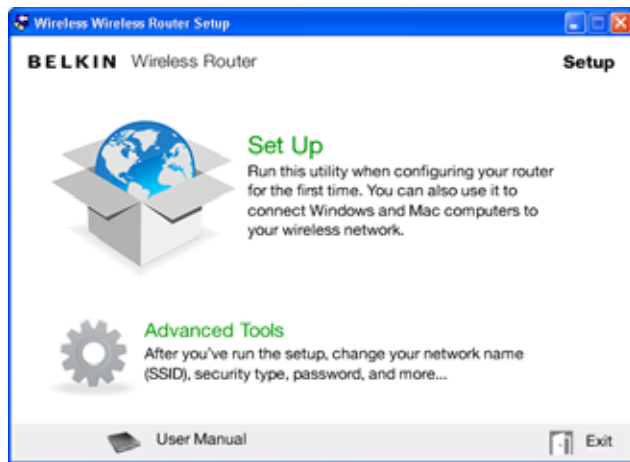 Wireless Wireless Router Setup
BELKIN Wireless Router
Setup
Set Up
Run this utility when configuring your router
for the first time. You can also use it to
connect Windows and Mac computers to
your wireless network.
Advanced Tools
After you've run the setup, change your network name
(SSID), security type, password, and more...
User Manual
Exit